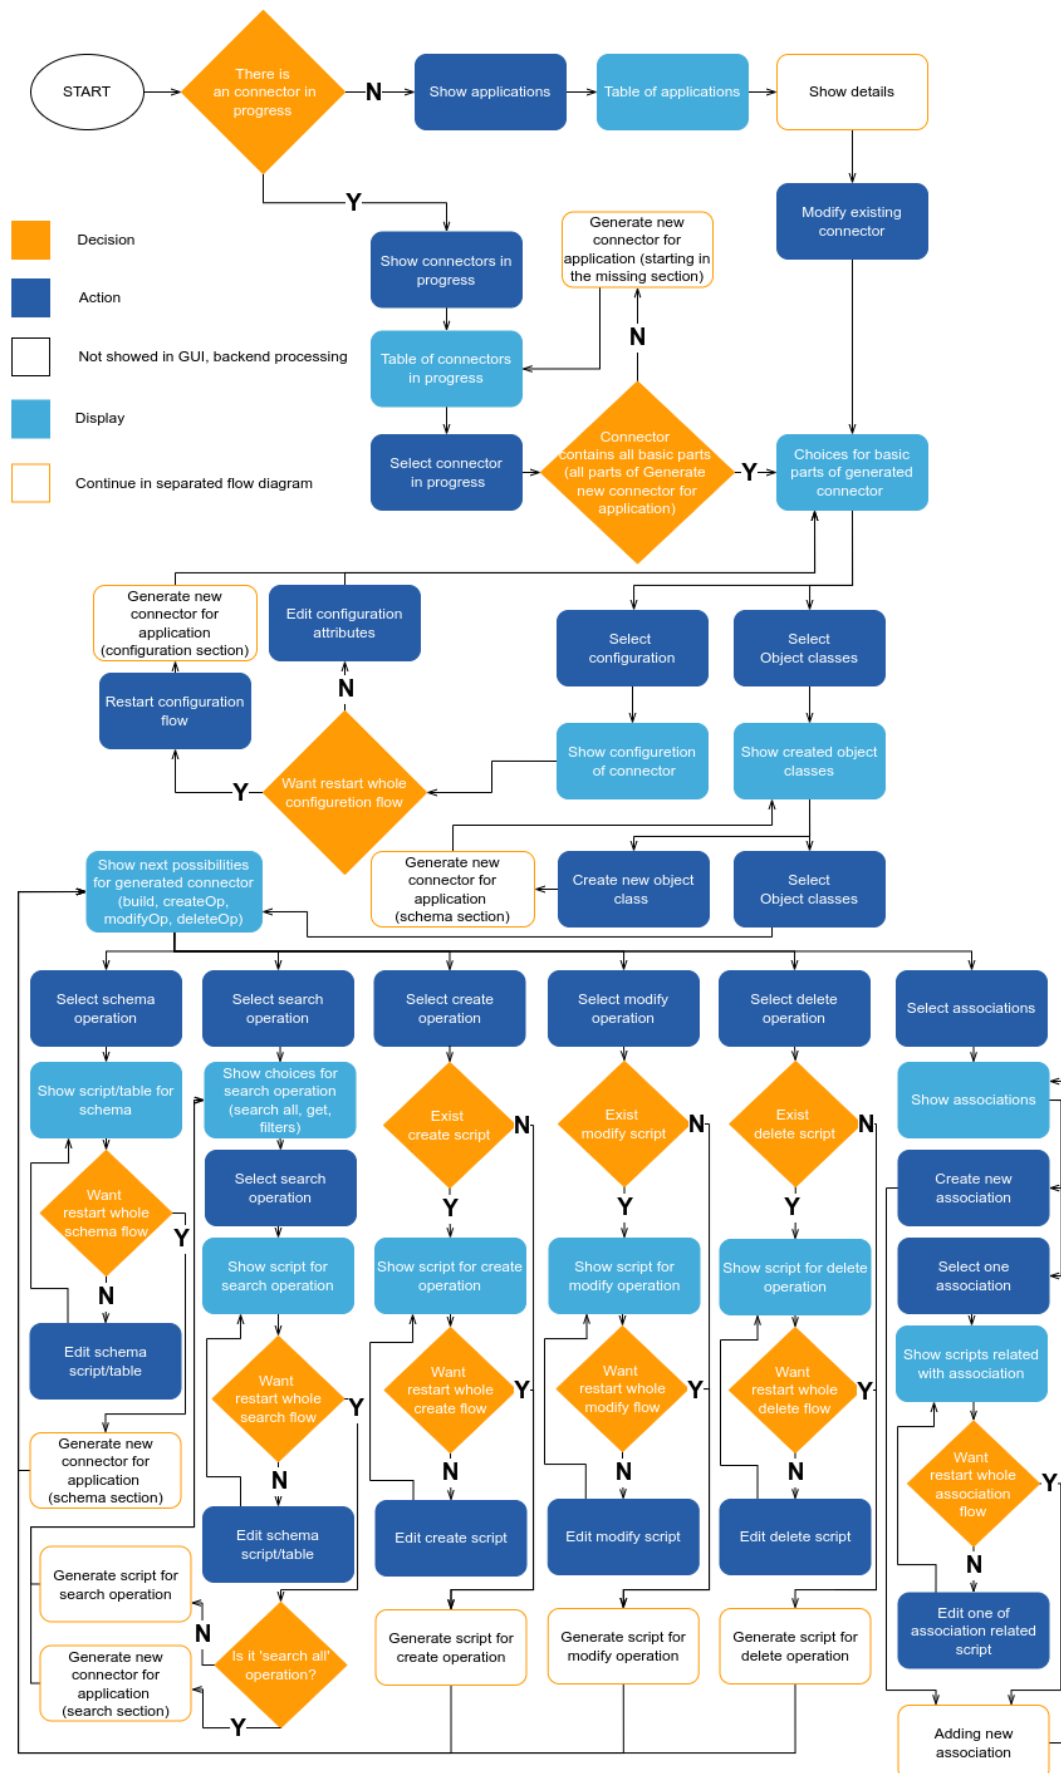 START
There is
an connector in
progress
N
Show applications
Table of applications
Show details
Y
Modify existing
connector
Decision
Action
Not showed in GUI, backend processing
Display
Continue in separated flow diagram
Show connectors in
progress
Generate new
connector for
application (starting in
the missing section)
N
Table of connectors
in progress
Select connector
in progress
Connector
contains all basic parts
(all parts of Generate
new connector for
application)
Y
Choices for basic
parts of generated
connector
Generate new
connector for
application
(configuration section)
Edit configuration
attributes
Select
configuration
Select
Object classes
Restart configuration
flow
N
Want restart whole
configuretion flow
Y
Show configuretion
of connector
Show created object
classes
Show next possibilities
for generated connector
(build, createOp,
modifyOp, deleteOp)
Generate new
connector for
application
(schema section)
Create new object
class
Select
Object classes
Select schema
operation
Select search
operation
Select create
operation
Select modify
operation
Select delete
operation
Select associations
Show script/table for
schema
Want
restart whole
schema flow
Y
N
Edit schema
script/table
Generate new
connector for
application
(schema section)
Show choices for
search operation
(search all, get,
filters)
Select search
operation
Show script for
search operation
Want
restart whole
search flow
Y
N
Edit schema
script/table
Generate script for
search operation
N
Is it 'search all'
operation?
Generate new
connector for
application
(search section)
Y
Exist
create script
N
Y
Show script for create
operation
Want
restart whole
create flow
Y
N
Edit create script
Generate script for
create operation
Exist
modify script
N
Y
Show script for
modify operation
Want
restart whole
modify flow
Y
N
Edit modify script
Generate script for
modify operation
Exist
delete script
N
Y
Show script for delete
operation
Want
restart whole
delete flow
Y
N
Edit delete script
Generate script for
delete operation
Show associations
Create new
association
Select one
association
Show scripts related
with association
Want
restart whole
association
flow
Y
N
Edit one of
association related
script
Adding new
association